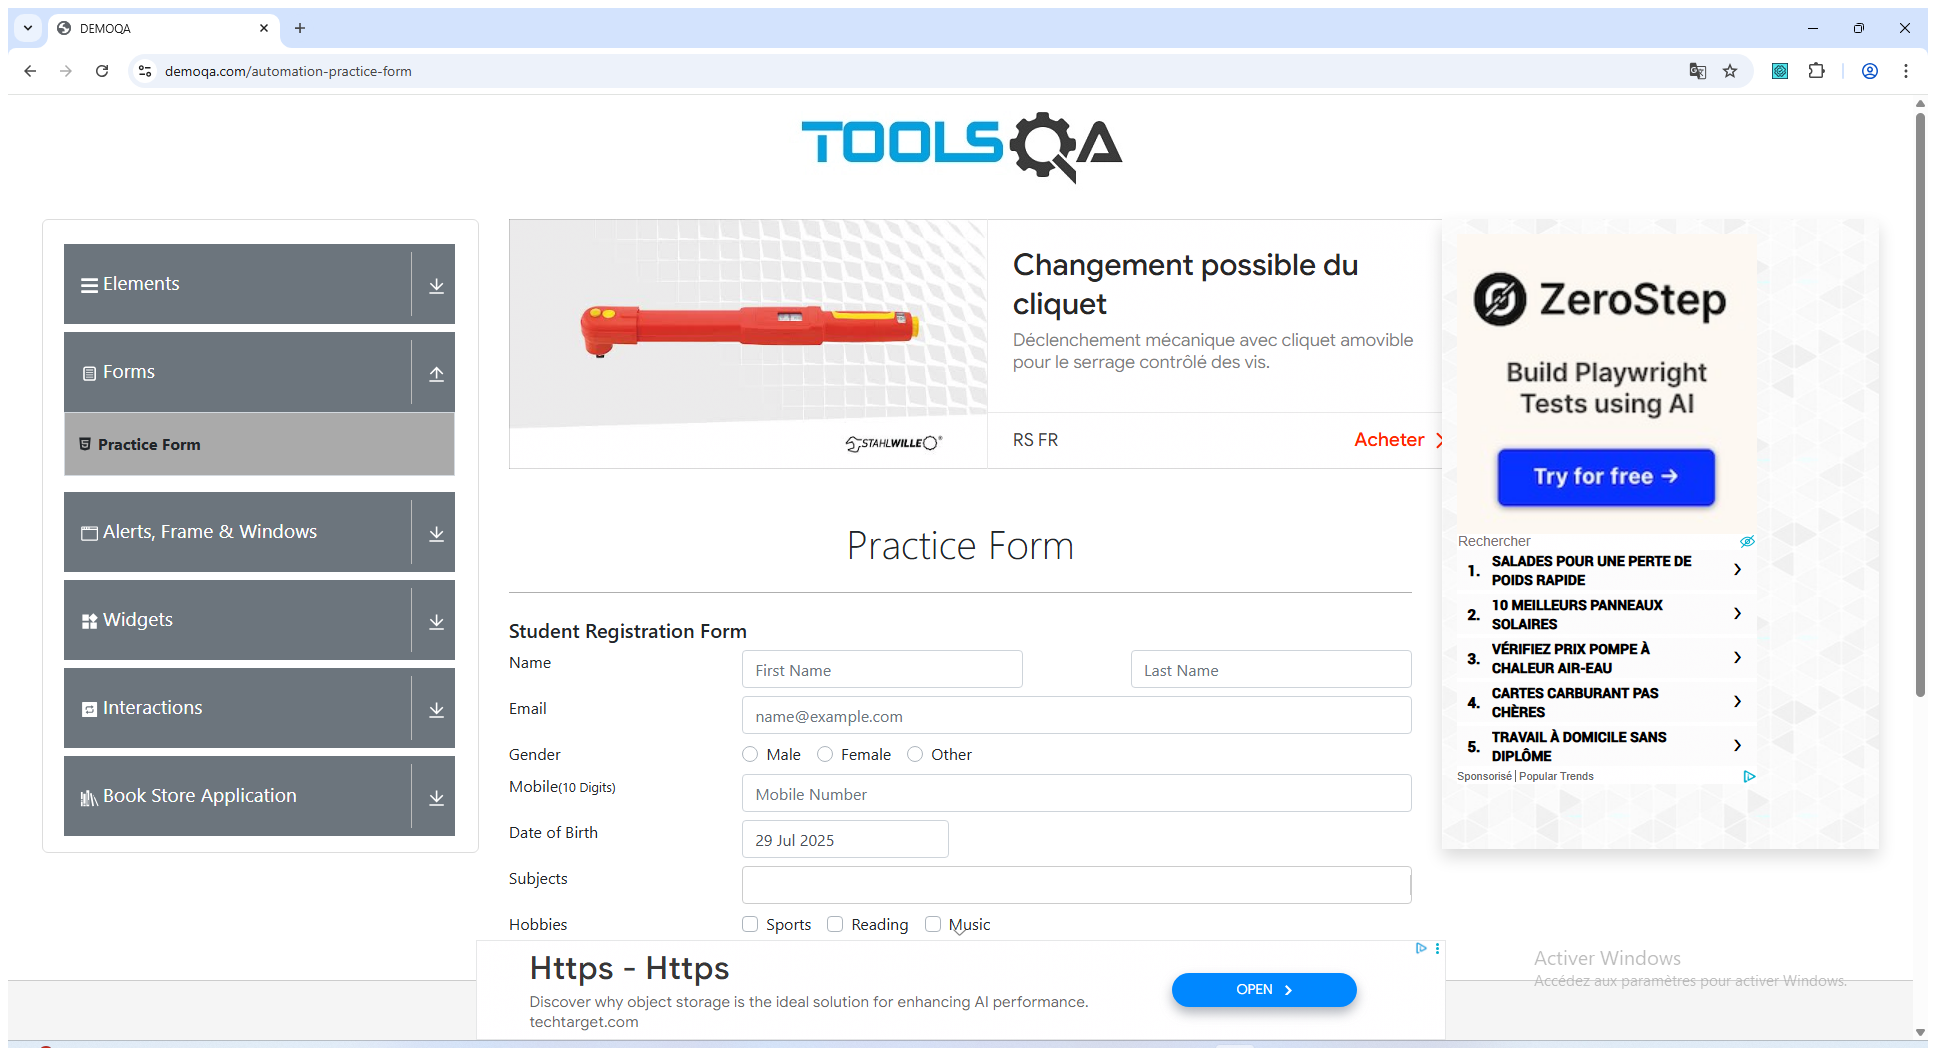 DEMOQA
demoqa.com/automation-practice-form
TOOLSQA
Elements
Forms
Practice Form
Alerts, Frame & Windows
Widgets
Interactions
Book Store Application
STAHLWILLE
Changement possible du
cliquet
Déclenchement mécanique avec cliquet amovible
pour le serrage contrôlé des vis.
RS FR
Acheter
Practice Form
Student Registration Form
Name
First Name
Last Name
Email
name@example.com
Gender
Male
Female
Other
Mobile(10 Digits)
Mobile Number
Date of Birth
29 Jul 2025
Subjects
Hobbies
Sports
Reading
Music
ZeroStep
Build Playwright
Tests using AI
Try for free →
Rechercher
1. SALADES POUR UNE PERTE DE
POIDS RAPIDE
2. 10 MEILLEURS PANNEAUX
SOLAIRES
3. VÉRIFIEZ PRIX POMPE À
CHALEUR AIR-EAU
4. CARTES CARBURANT PAS
CHÈRES
5. TRAVAIL À DOMICILE SANS
DIPLÔME
Sponsorisé | Popular Trends
Https - Https
Discover why object storage is the ideal solution for enhancing AI performance.
techtarget.com
OPEN
Activer Windows
Accédez aux paramètres pour activer Windows.